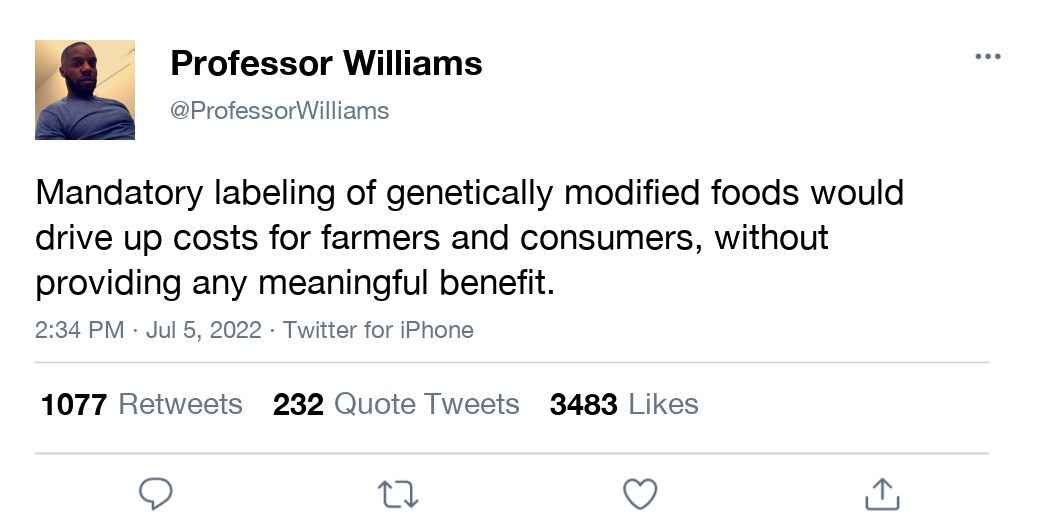 Professor Williams
@ProfessorWilliams
Mandatory labeling of genetically modified foods would
drive up costs for farmers and consumers, without
providing any meaningful benefit.
2:34 PM · Jul 5, 2022 · Twitter for iPhone
1077 Retweets 232 Quote Tweets 3483 Likes